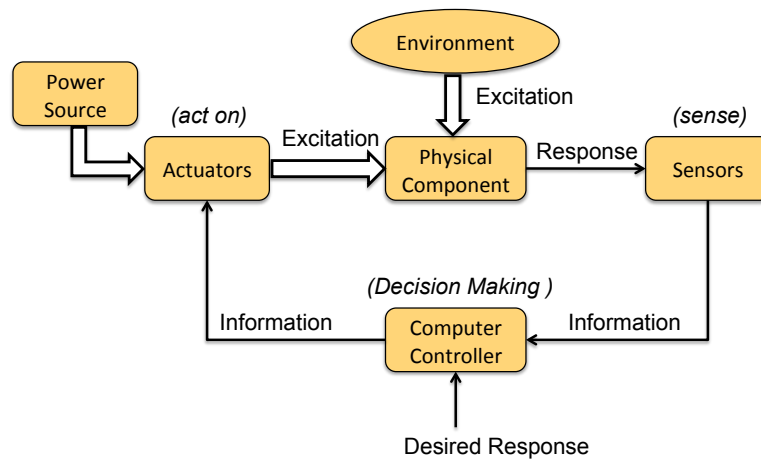 Environment
Power
Source
Excitation
(act on)
(sense)
Excitation
Physical
Component
Response
Actuators
Sensors
(Decision Making )
Information
Computer
Controller
Information
Desired Response